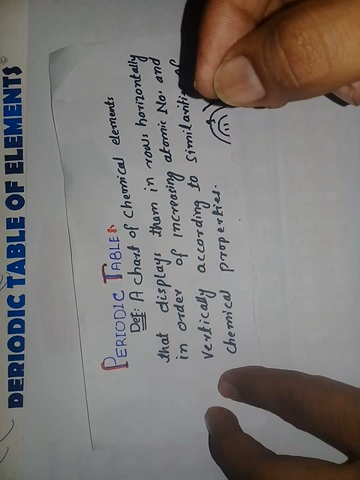 PERIODIC TABLE OF ELEMENTS
PERIODIC TABLE:
Def: A chart of chemical elements
that displays them in rows horizontally
in order of increasing atomic No. and
vertically according to similarities of
chemical properties.